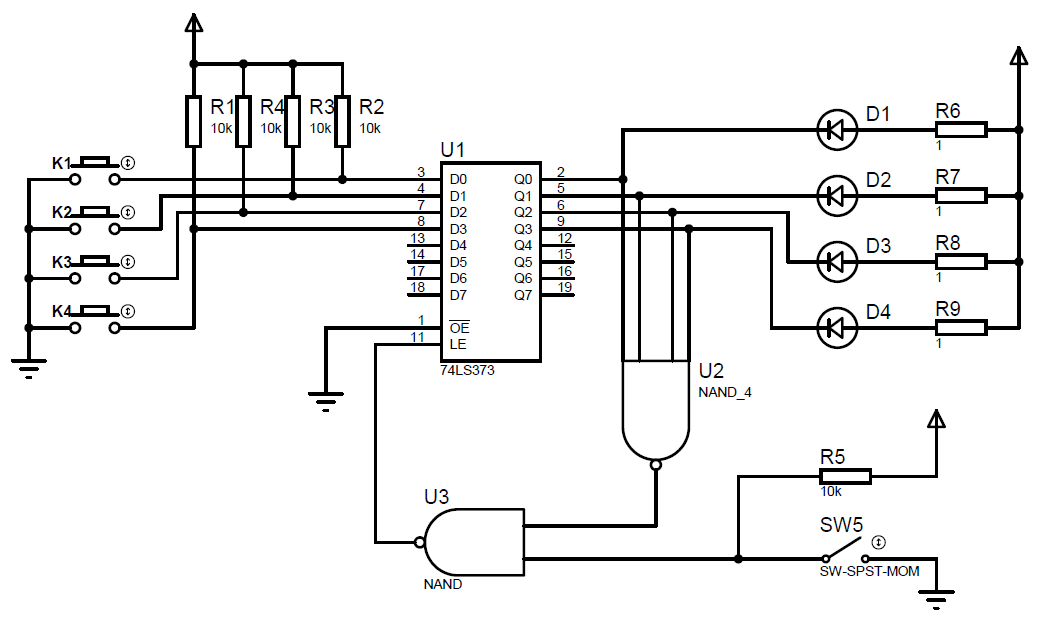 R1 R4 R3 R2
10k 10k 10k 10k
K1
K2
K3
K4
U1
3 D0 Q0 2
4 D1 Q1 5
7 D2 Q2 6
8 D3 Q3 9
13 D4 Q4 12
14 D5 Q5 15
17 D6 Q6 16
18 D7 Q7 19
1 OE
11 LE
74LS373
D1 R6
1
D2 R7
1
D3 R8
1
D4 R9
1
U2
NAND_4
R5
10k
U3
NAND
SW5
SW-SPST-MOM